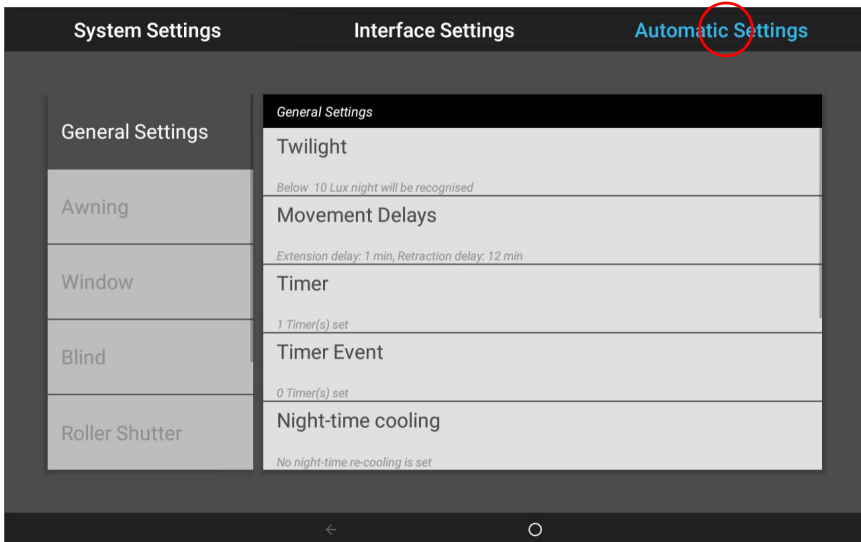 System Settings Interface Settings Automatic Settings
General Settings
Awning
Window
Blind
Roller Shutter
General Settings
Twilight
Below 10 Lux night will be recognised
Movement Delays
Extension delay: 1 min, Retraction delay: 12 min
Timer
1 Timer(s) set
Timer Event
0 Timer(s) set
Night-time cooling
No night-time re-cooling is set